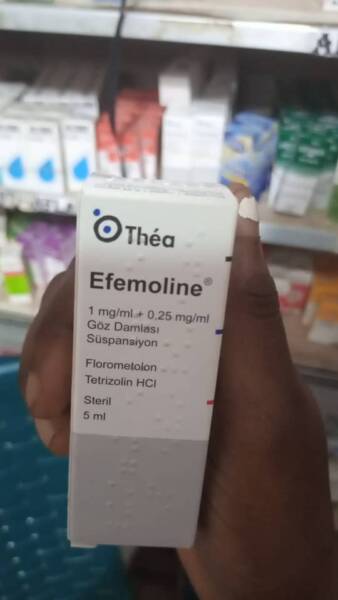 Théa
Efemoline®
1 mg/ml + 0.25 mg/ml
Göz Damlası
Süspansiyon
Florometolon
Tetrizolin HCl
Steril
5 ml